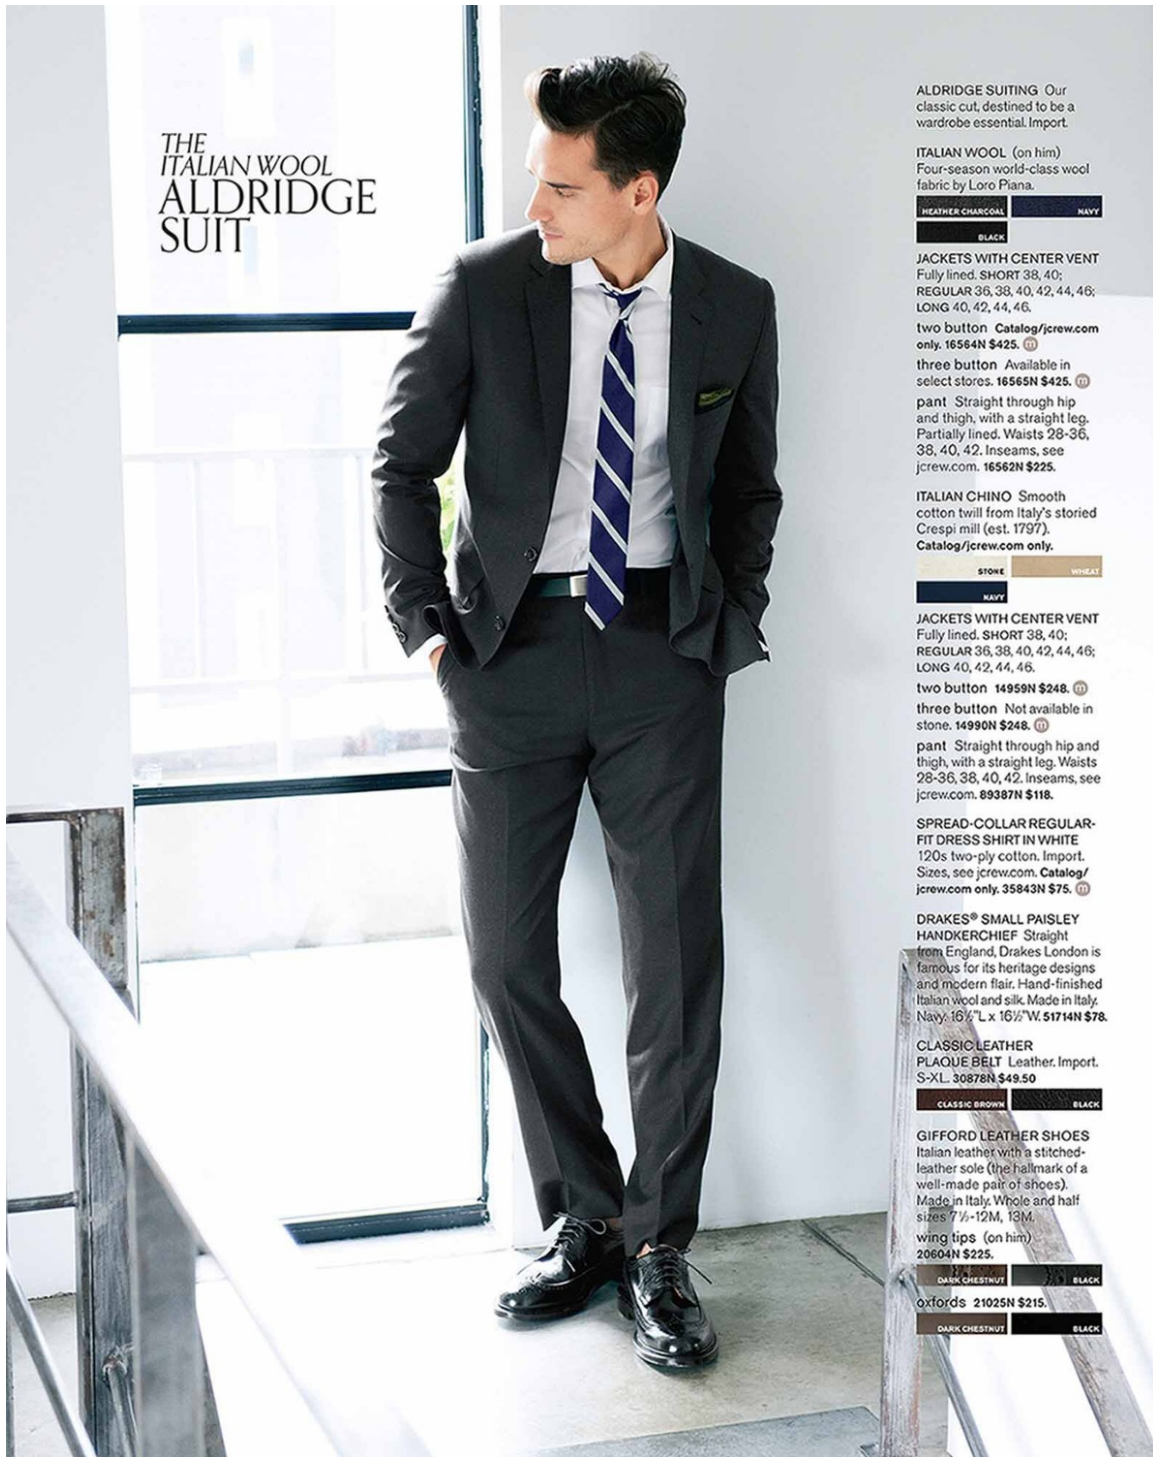 THE
ITALIAN WOOL
ALDRIDGE
SUIT
ALDRIDGE SUITING Our
classic cut, destined to be a
wardrobe essential. Import.
ITALIAN WOOL (on him)
Four-season world-class wool
fabric by Loro Piana.
HEATHER CHARCOAL NAVY
BLACK
JACKETS WITH CENTER VENT
Fully lined. SHORT 38, 40;
REGULAR 36, 38, 40, 42, 44, 46;
LONG 40, 42, 44, 46.
two button Catalog/jcrew.com
only. 16564N $425. m
three button Available in
select stores. 16565N $425. m
pant Straight through hip
and thigh, with a straight leg.
Partially lined. Waists 28-36,
38, 40, 42. Inseams, see
jcrew.com. 16562N $225.
ITALIAN CHINO Smooth
cotton twill from Italy's storied
Crespi mill (est. 1797).
Catalog/jcrew.com only.
STONE WHEAT
NAVY
JACKETS WITH CENTER VENT
Fully lined. SHORT 38, 40;
REGULAR 36, 38, 40, 42, 44, 46;
LONG 40, 42, 44, 46.
two button 14959N $248. m
three button Not available in
stone. 14990N $248. m
pant Straight through hip and
thigh, with a straight leg. Waists
28-36, 38, 40, 42. Inseams, see
jcrew.com. 89387N $118.
SPREAD-COLLAR REGULAR-
FIT DRESS SHIRT IN WHITE
120s two-ply cotton. Import.
Sizes, see jcrew.com. Catalog/
jcrew.com only. 35843N $75. m
DRAKES® SMALL PAISLEY
HANDKERCHIEF Straight
from England, Drakes London is
famous for its heritage designs
and modern flair. Hand-finished
Italian wool and silk. Made in Italy.
Navy. 16½"L x 16½"W. 51714N $78.
CLASSIC LEATHER
PLAQUE BELT Leather. Import.
S-XL. 30878N $49.50
CLASSIC BROWN BLACK
GIFFORD LEATHER SHOES
Italian leather with a stitched-
leather sole (the hallmark of a
well-made pair of shoes).
Made in Italy. Whole and half
sizes 7½-12M, 13M.
wing tips (on him)
20604N $225.
DARK CHESTNUT BLACK
oxfords 21025N $215.
DARK CHESTNUT BLACK